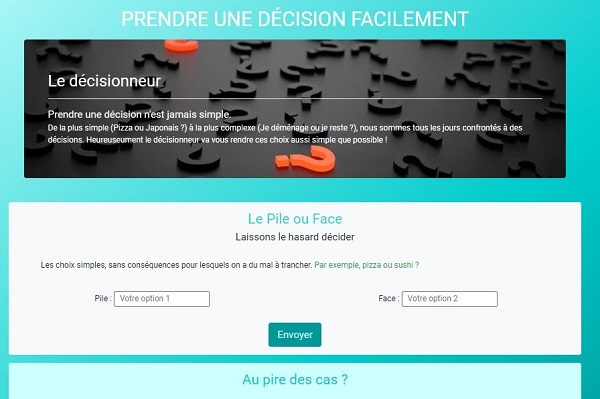 PRENDRE UNE DÉCISION FACILEMENT
Le décisionneur
Prendre une décision n'est jamais simple.
De la plus simple (Pizza ou Japonais ?) à la plus complexe (Je déménage ou je reste ?), nous sommes tous les jours confrontés à des
décisions. Heureuseument le décisionneur va vous rendre ces choix aussi simple que possible !
Le Pile ou Face
Laissons le hasard décider
Les choix simples, sans conséquences pour lesquels on a du mal à trancher. Par exemple, pizza ou sushi ?
Pile : Votre option 1 Face : Votre option 2
Envoyer
Au pire des cas ?